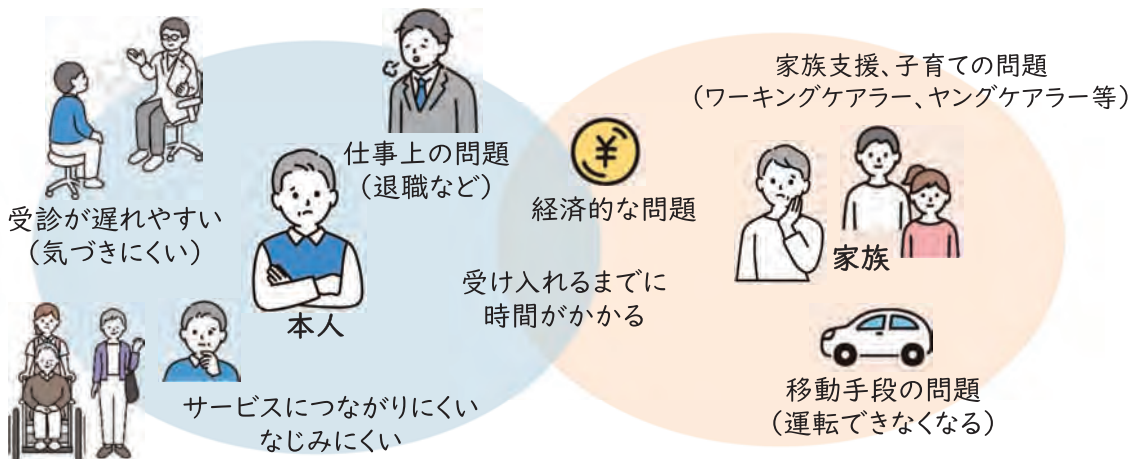 受診が遅れやすい
（気づきにくい）
仕事上の問題
（退職など）
本人
サービスにつながりにくい
なじみにくい
¥
経済的な問題
受け入れるまでに
時間がかかる
家族支援、子育ての問題
（ワーキングケアラー、ヤングケアラー等）
家族
移動手段の問題
（運転できなくなる）